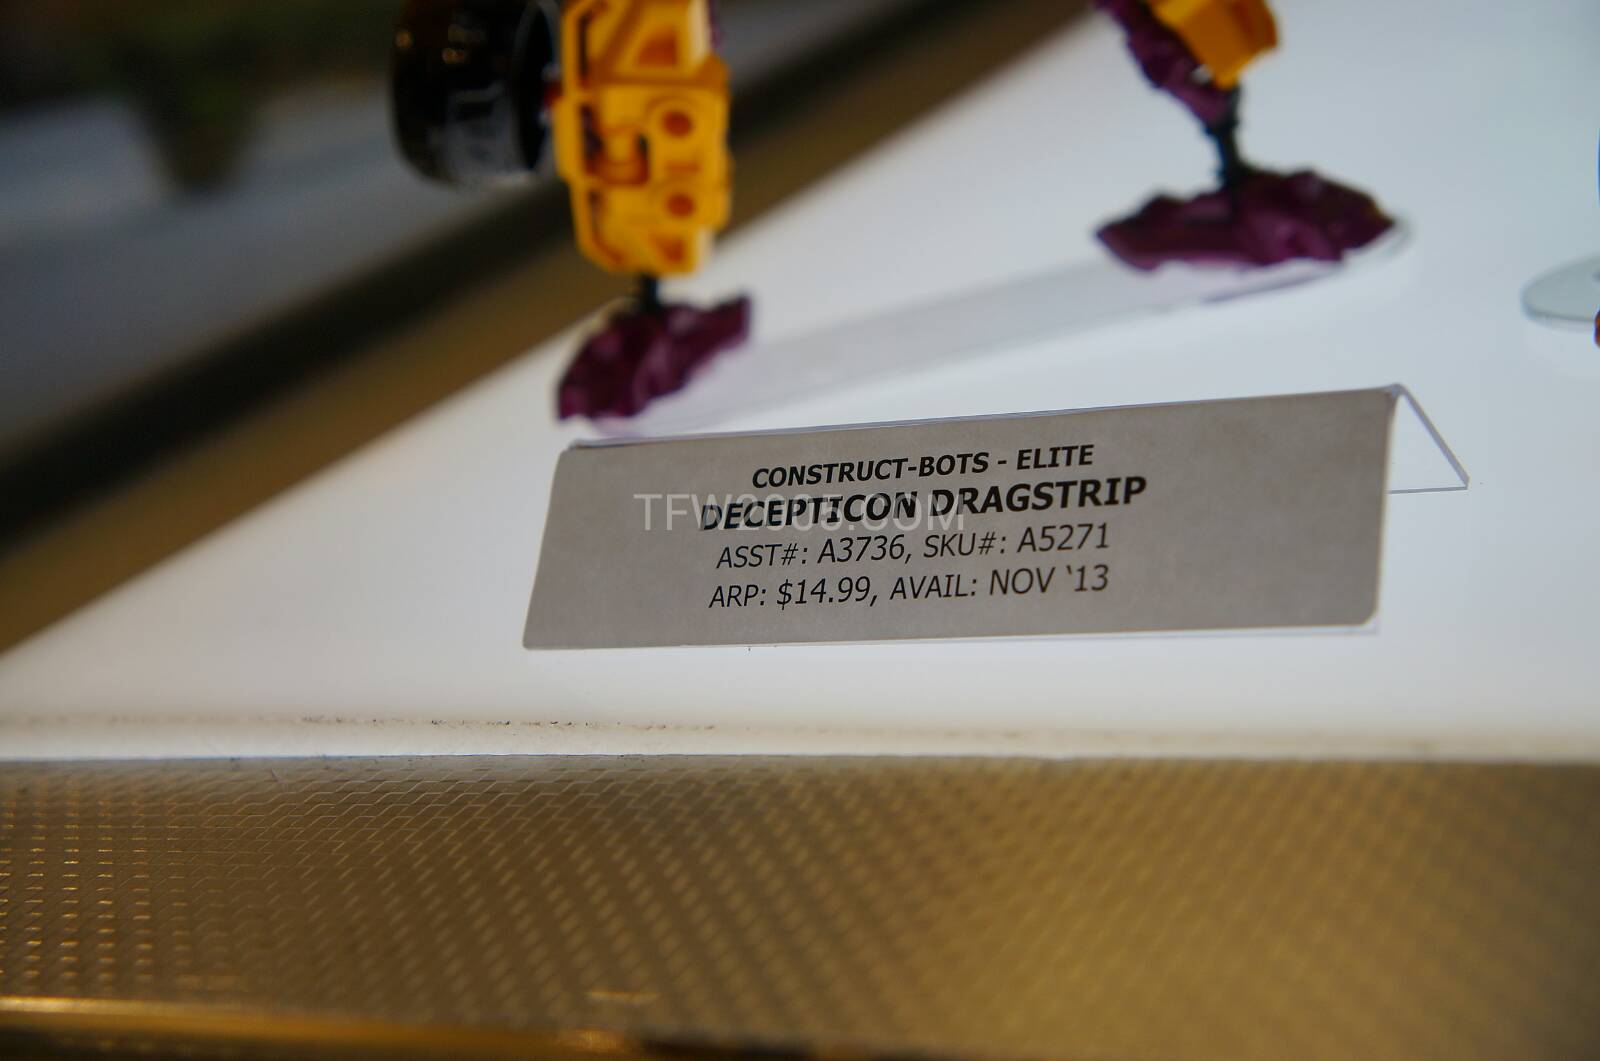 CONSTRUCT-BOTS - ELITE
DECEPTICON DRAGSTRIP
TFW2005.COM
ASST#: A3736, SKU#: A5271
ARP: $14.99, AVAIL: NOV ‘13